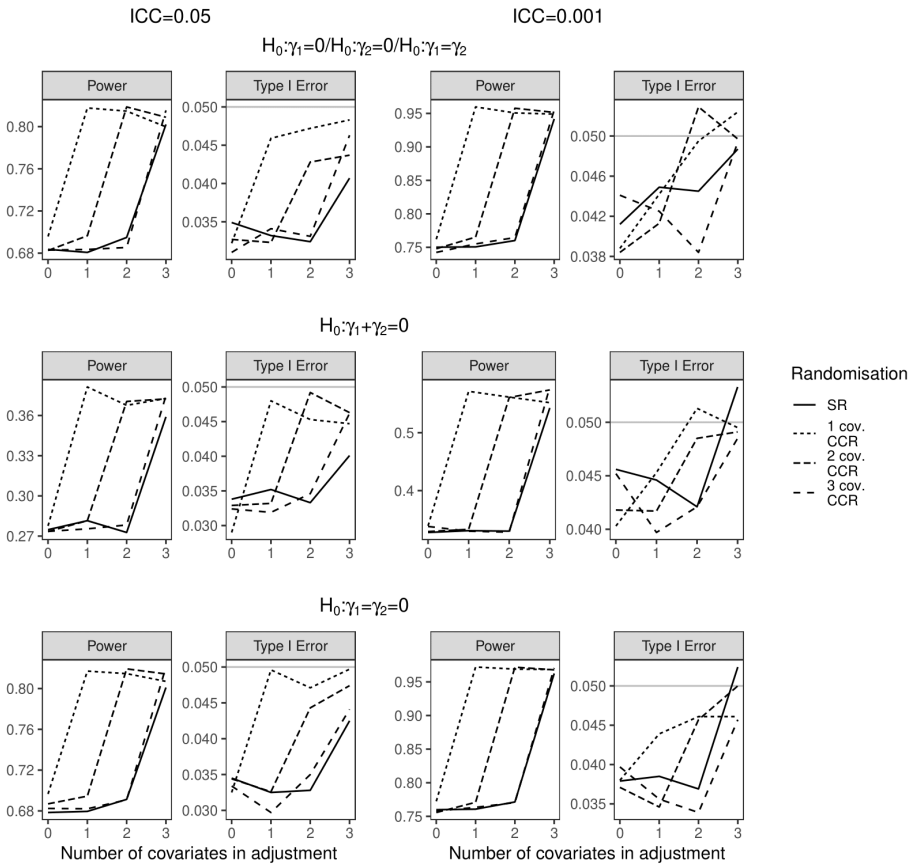 ICC=0.05 ICC=0.001
H₀:γ₁=0/H₀:γ₂=0/H₀:γ₁=γ₂
Power Type I Error Power Type I Error
0.80
0.76
0.72
0.68
0 1 2 3
0.050
0.045
0.040
0.035
0 1 2 3
0.95
0.90
0.85
0.80
0.75
0 1 2 3
0.050
0.046
0.042
0.038
0 1 2 3
H₀:γ₁+γ₂=0
Power Type I Error Power Type I Error
0.36
0.33
0.30
0.27
0 1 2 3
0.050
0.045
0.040
0.035
0.030
0 1 2 3
0.5
0.4
0 1 2 3
0.050
0.045
0.040
0 1 2 3
Randomisation
SR
1 cov.
CCR
2 cov.
CCR
3 cov.
CCR
H₀:γ₁=γ₂=0
Power Type I Error Power Type I Error
0.80
0.76
0.72
0.68
0 1 2 3
0.050
0.045
0.040
0.035
0.030
0 1 2 3
0.95
0.90
0.85
0.80
0.75
0 1 2 3
0.050
0.045
0.040
0.035
0 1 2 3
Number of covariates in adjustment Number of covariates in adjustment